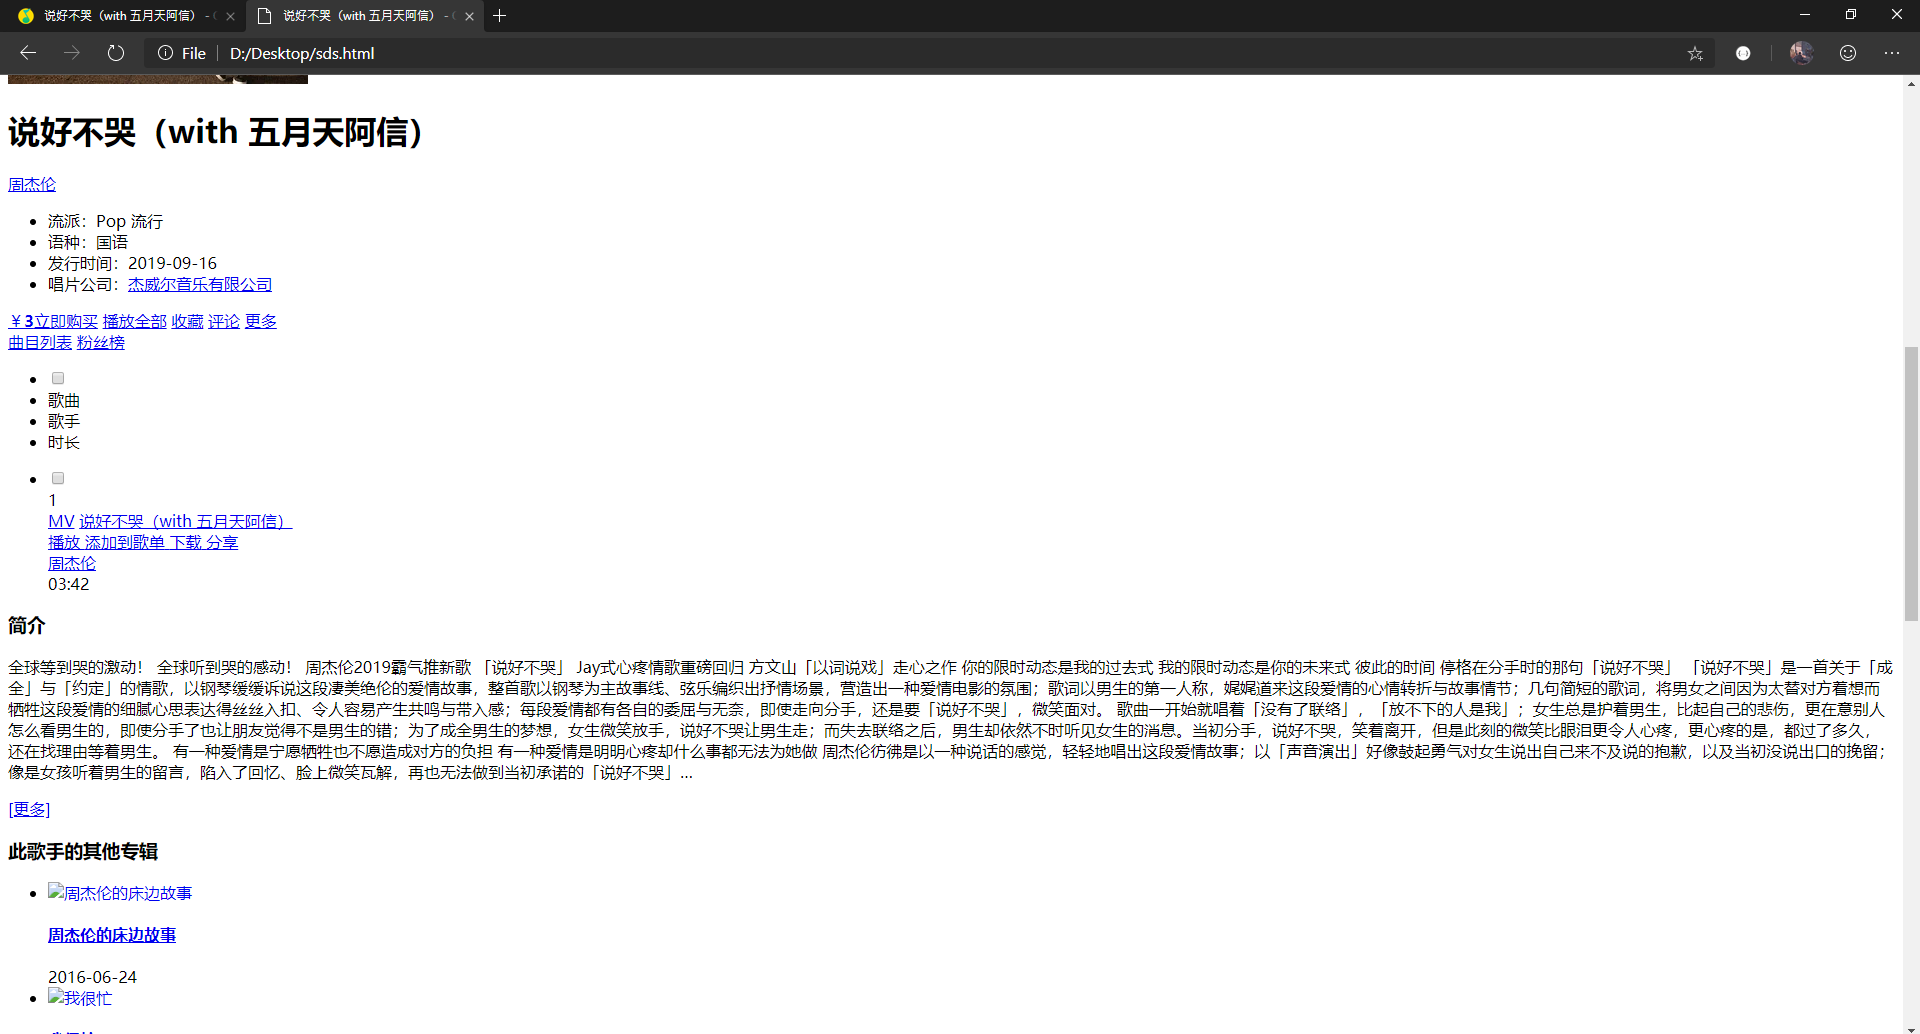 说好不哭（with 五月天阿信） - (
说好不哭（with 五月天阿信） - (
File D:/Desktop/sds.html
说好不哭（with 五月天阿信）
周杰伦
流派：Pop 流行
语种：国语
发行时间：2019-09-16
唱片公司：杰威尔音乐有限公司
￥3立即购买 播放全部 收藏 评论 更多
曲目列表 粉丝榜
歌曲
歌手
时长
1
MV 说好不哭（with 五月天阿信）
播放 添加到歌单 下载 分享
周杰伦
03:42
简介
全球等到哭的激动！ 全球听到哭的感动！ 周杰伦2019霸气推新歌 「说好不哭」 Jay式心疼情歌重磅回归 方文山「以词说戏」走心之作 你的限时动态是我的过去式 我的限时动态是你的未来式 彼此的时间 停格在分手时的那句「说好不哭」 「说好不哭」是一首关于「成
全」与「约定」的情歌，以钢琴缓缓诉说这段凄美绝伦的爱情故事，整首歌以钢琴为主故事线、弦乐编织出抒情场景，营造出一种爱情电影的氛围；歌词以男生的第一人称，娓娓道来这段爱情的心情转折与故事情节；几句简短的歌词，将男女之间因为太替对方着想而
牺牲这段爱情的细腻心思表达得丝丝入扣、令人容易产生共鸣与带入感；每段爱情都有各自的委屈与无奈，即使走向分手，还是要「说好不哭」，微笑面对。 歌曲一开始就唱着「没有了联络」，「放不下的人是我」；女生总是护着男生，比起自己的悲伤，更在意别人
怎么看男生的，即使分手了也让朋友觉得不是男生的错；为了成全男生的梦想，女生微笑放手，说好不哭让男生走；而失去联络之后，男生却依然不时听见女生的消息。当初分手，说好不哭，笑着离开，但是此刻的微笑比眼泪更令人心疼，更心疼的是，都过了多久，
还在找理由等着男生。 有一种爱情是宁愿牺牲也不愿造成对方的负担 有一种爱情是明明心疼却什么事都无法为她做 周杰伦彷彿是以一种说话的感觉，轻轻地唱出这段爱情故事；以「声音演出」好像鼓起勇气对女生说出自己来不及说的抱歉，以及当初没说出口的挽留；
像是女孩听着男生的留言，陷入了回忆、脸上微笑瓦解，再也无法做到当初承诺的「说好不哭」...
[更多]
此歌手的其他专辑
周杰伦的床边故事
周杰伦的床边故事
2016-06-24
我很忙